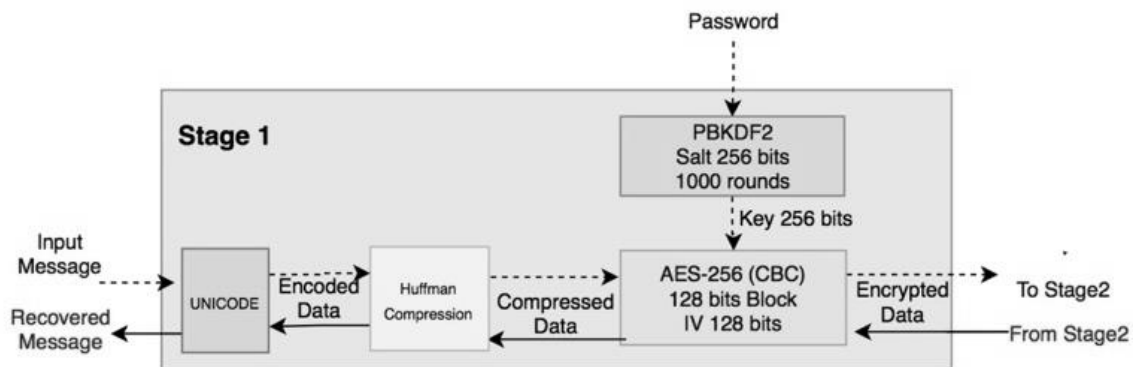 Password
Stage 1
PBKDF2
Salt 256 bits
1000 rounds
Key 256 bits
Input
Message
UNICODE
Encoded
Data
Huffman
Compression
Compressed
Data
AES-256 (CBC)
128 bits Block
IV 128 bits
Encrypted
Data
To Stage2
Recovered
Message
From Stage2